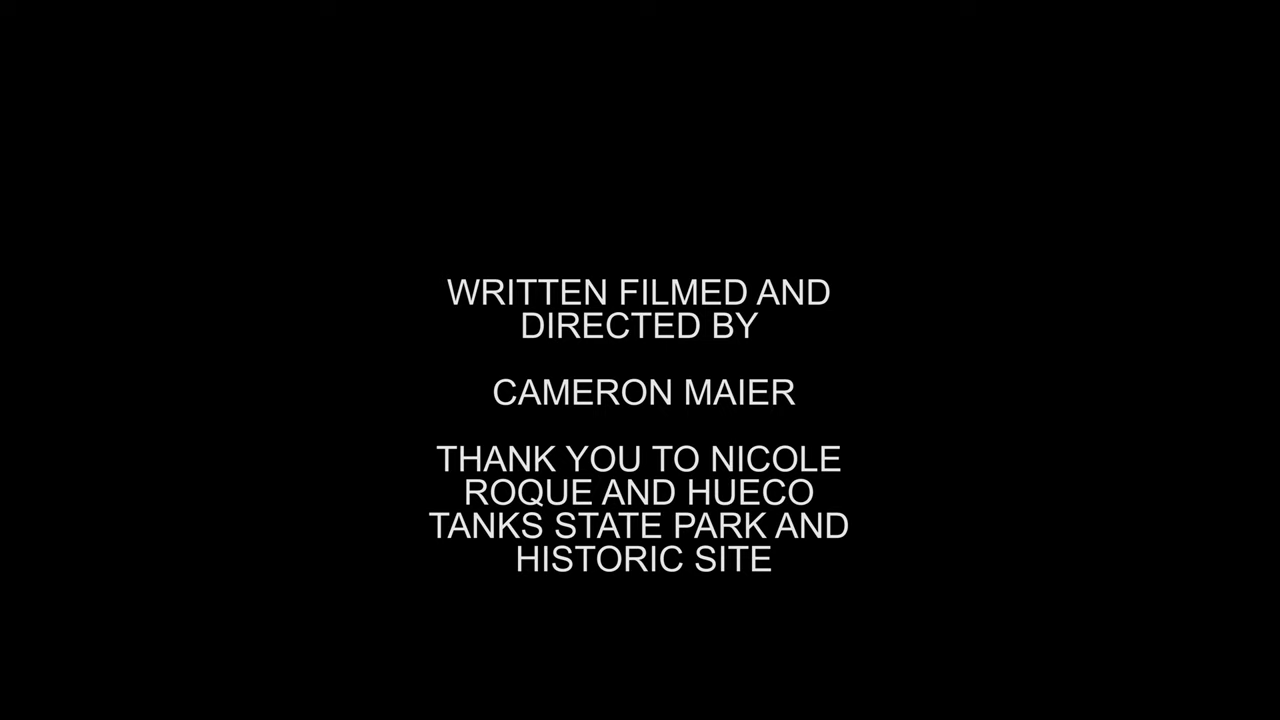 WRITTEN FILMED AND
DIRECTED BY
CAMERON MAIER
THANK YOU TO NICOLE
ROQUE AND HUECO
TANKS STATE PARK AND
HISTORIC SITE